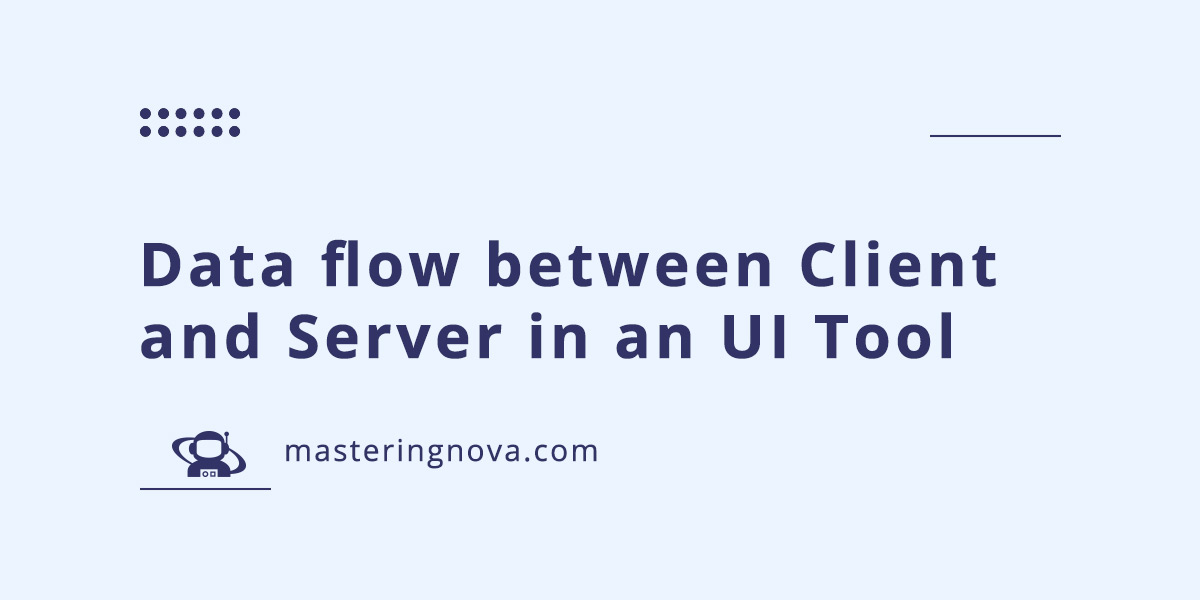 Data flow between Client
and Server in an UI Tool
masteringnova.com